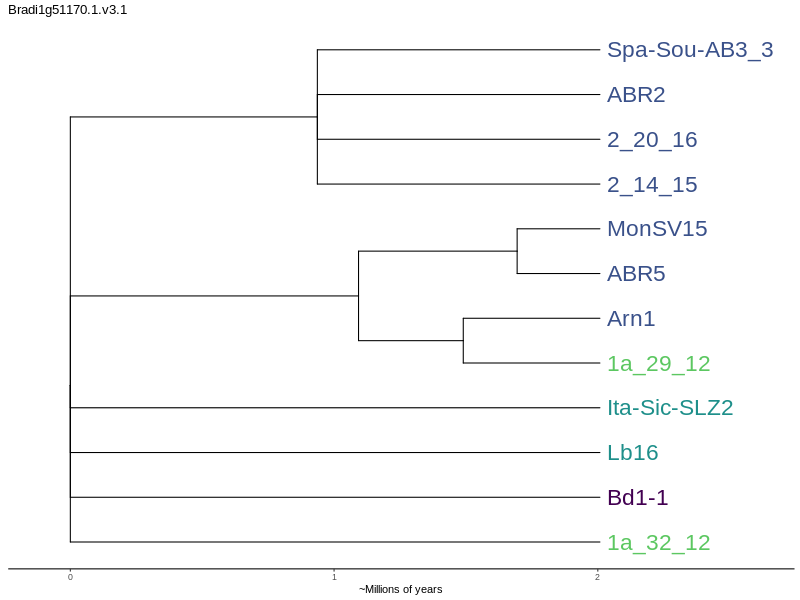 Bradi1g51170.1.v3.1
Spa-Sou-AB3_3
ABR2
2_20_16
2_14_15
MonSV15
ABR5
Arn1
1a_29_12
Ita-Sic-SLZ2
Lb16
Bd1-1
1a_32_12
0 1 2
~Millions of years